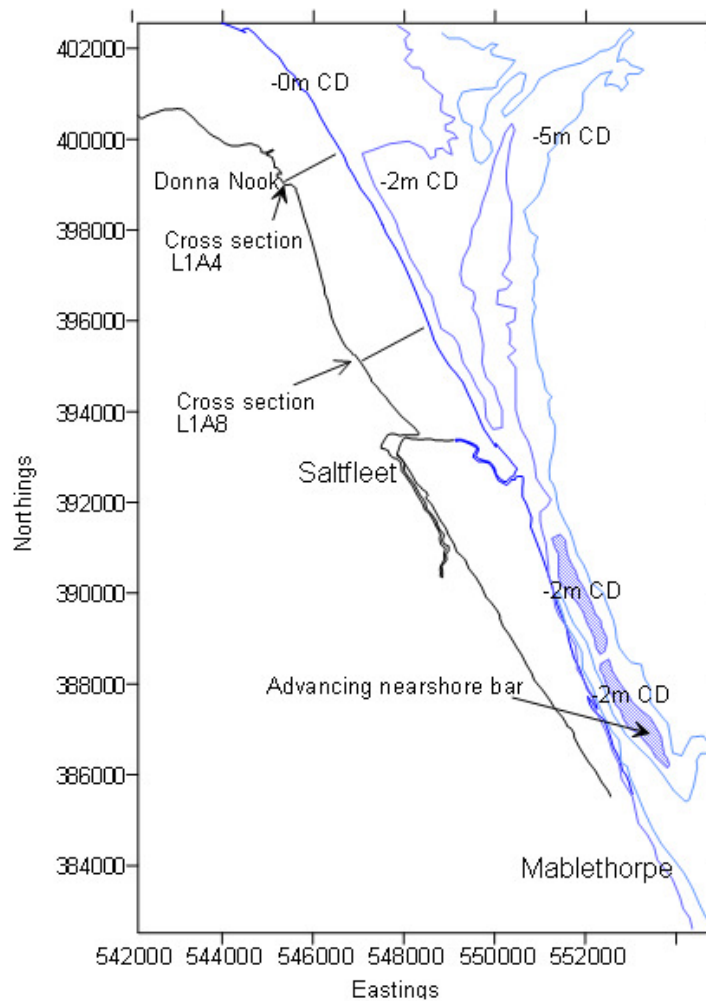 402000
-0m CD
400000
-5m CD
Donna Nook
-2m CD
398000
Cross section
L1A4
396000
394000
Cross section
L1A8
Saltfleet
392000
Northings
390000
-2m CD
388000
Advancing nearshore bar
-2m CD
386000
384000
Mablethorpe
542000 544000 546000 548000 550000 552000
Eastings